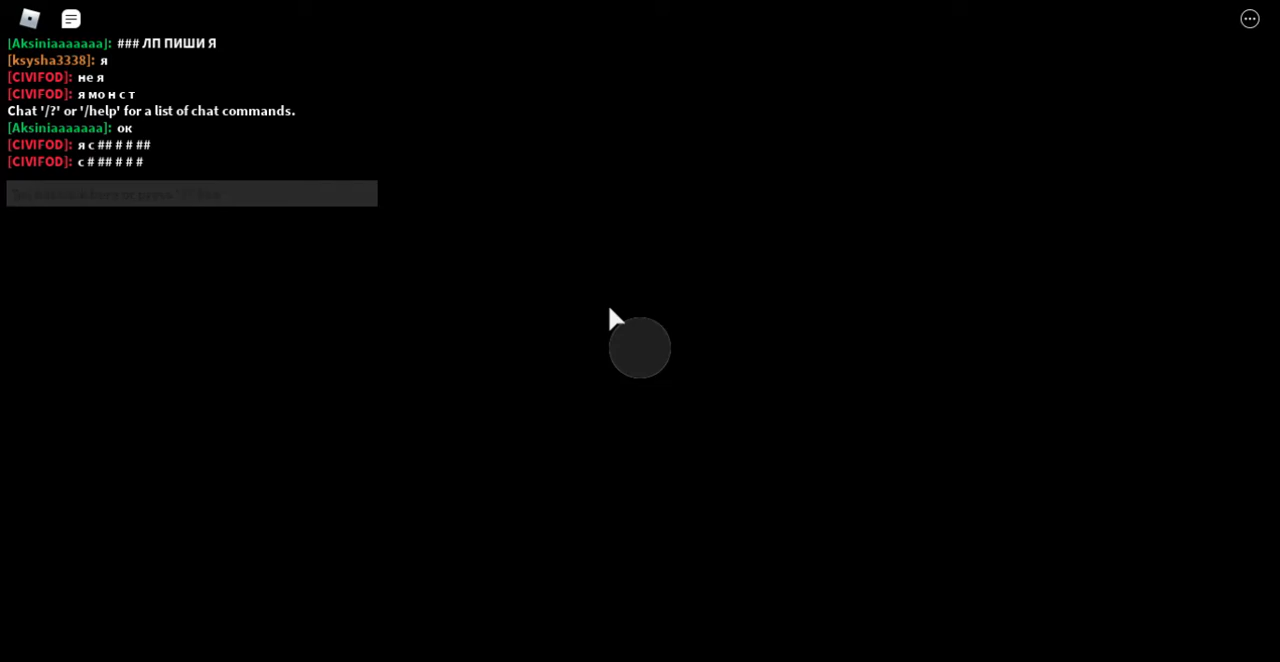 [Aksiniaaaaaaa]: ### ЛП ПИШИ Я
[ksysha3338]: я
[CIVIFOD]: не я
[CIVIFOD]: я мо н с т
Chat '/?' or '/help' for a list of chat commands.
[Aksiniaaaaaaa]: ок
[CIVIFOD]: я с ## # # ##
[CIVIFOD]: с # ## # # #